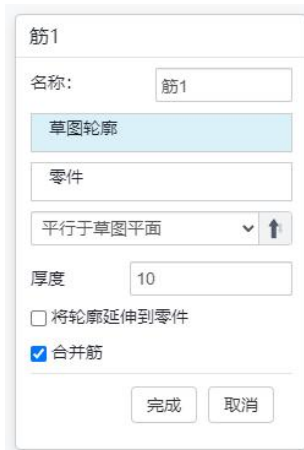 筋1
名称: 筋1
草图轮廓
零件
平行于草图平面
厚度 10
将轮廓延伸到零件
合并筋
完成 取消